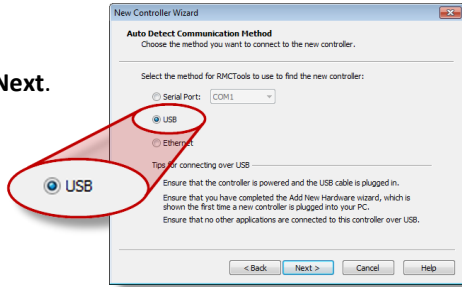 New Controller Wizard
Auto Detect Communication Method
Choose the method you want to connect to the new controller.
Select the method for RMCTools to use to find the new controller:
Next.
Serial Port: COM1
USB
Ethernet
Tips for connecting over USB
USB
Ensure that the controller is powered and the USB cable is plugged in.
Ensure that you have completed the Add New Hardware wizard, which is
shown the first time a new controller is plugged into your PC.
Ensure that no other applications are connected to this controller over USB.
< Back Next > Cancel Help